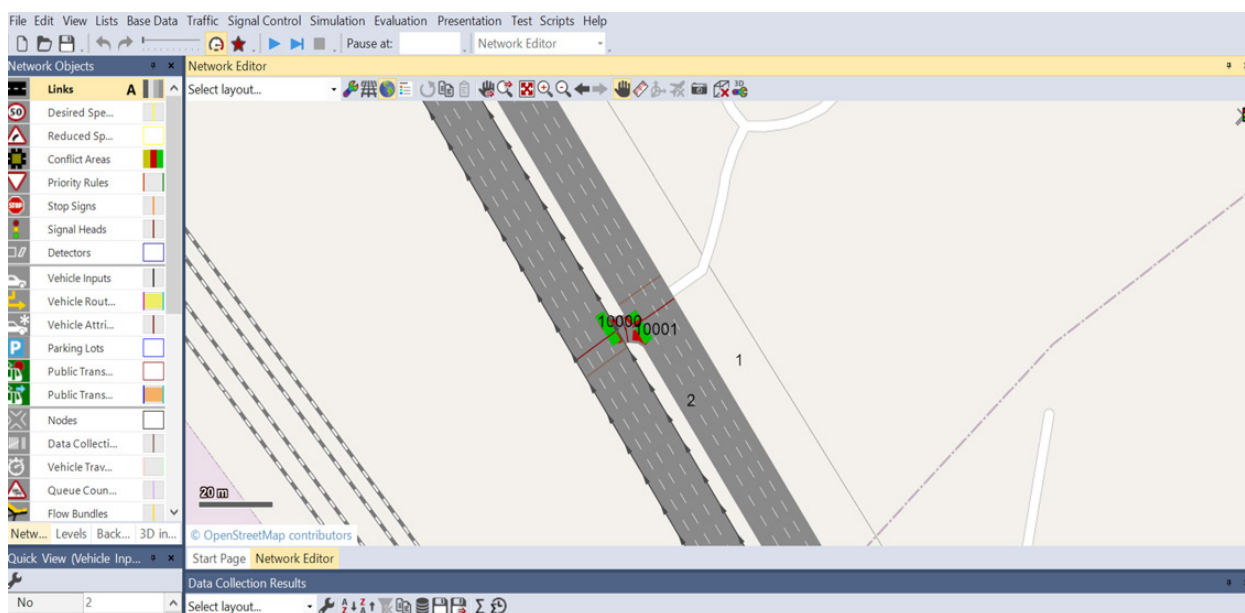 File Edit View Lists Base Data Traffic Signal Control Simulation Evaluation Presentation Test Scripts Help
Pause at: Network Editor
Network Objects
Network Editor
Links A
Select layout...
50 Desired Spe...
Reduced Sp...
Conflict Areas
Priority Rules
STOP Stop Signs
Signal Heads
Detectors
Vehicle Inputs
Vehicle Rout...
Vehicle Attri...
P Parking Lots
Public Trans...
Public Trans...
Nodes
Data Collecti...
Vehicle Trav...
Queue Coun...
Flow Bundles
10000
10001
1
2
20 m
© OpenStreetMap contributors
Netw... Levels Back... 3D in...
Start Page Network Editor
Quick View (Vehicle Inp...
Data Collection Results
No 2
Select layout...